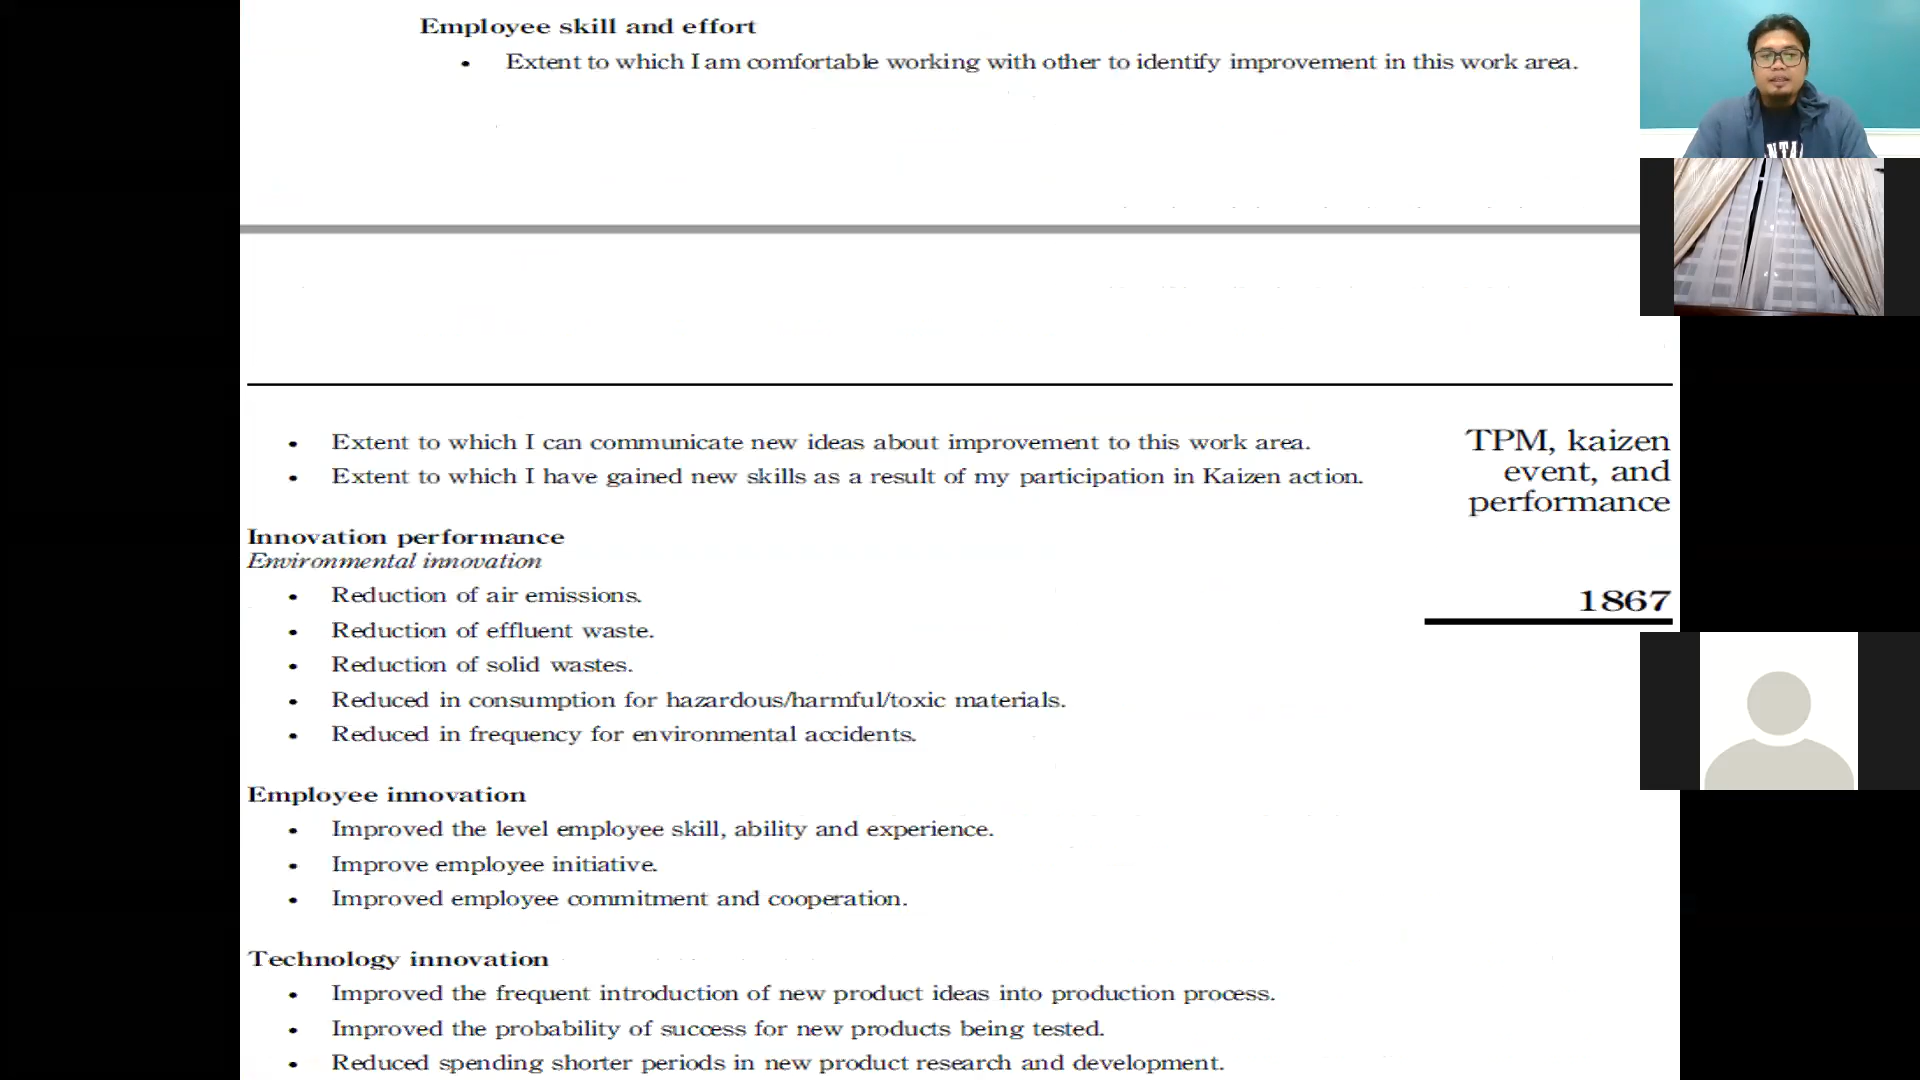 Employee skill and effort
• Extent to which I am comfortable working with other to identify improvement in this work area.
• Extent to which I can communicate new ideas about improvement to this work area.
• Extent to which I have gained new skills as a result of my participation in Kaizen action.
TPM, kaizen
event, and
performance
1867
Innovation performance
Environmental innovation
• Reduction of air emissions.
• Reduction of effluent waste.
• Reduction of solid wastes.
• Reduced in consumption for hazardous/harmful/toxic materials.
• Reduced in frequency for environmental accidents.
Employee innovation
• Improved the level employee skill, ability and experience.
• Improve employee initiative.
• Improved employee commitment and cooperation.
Technology innovation
• Improved the frequent introduction of new product ideas into production process.
• Improved the probability of success for new products being tested.
• Reduced spending shorter periods in new product research and development.